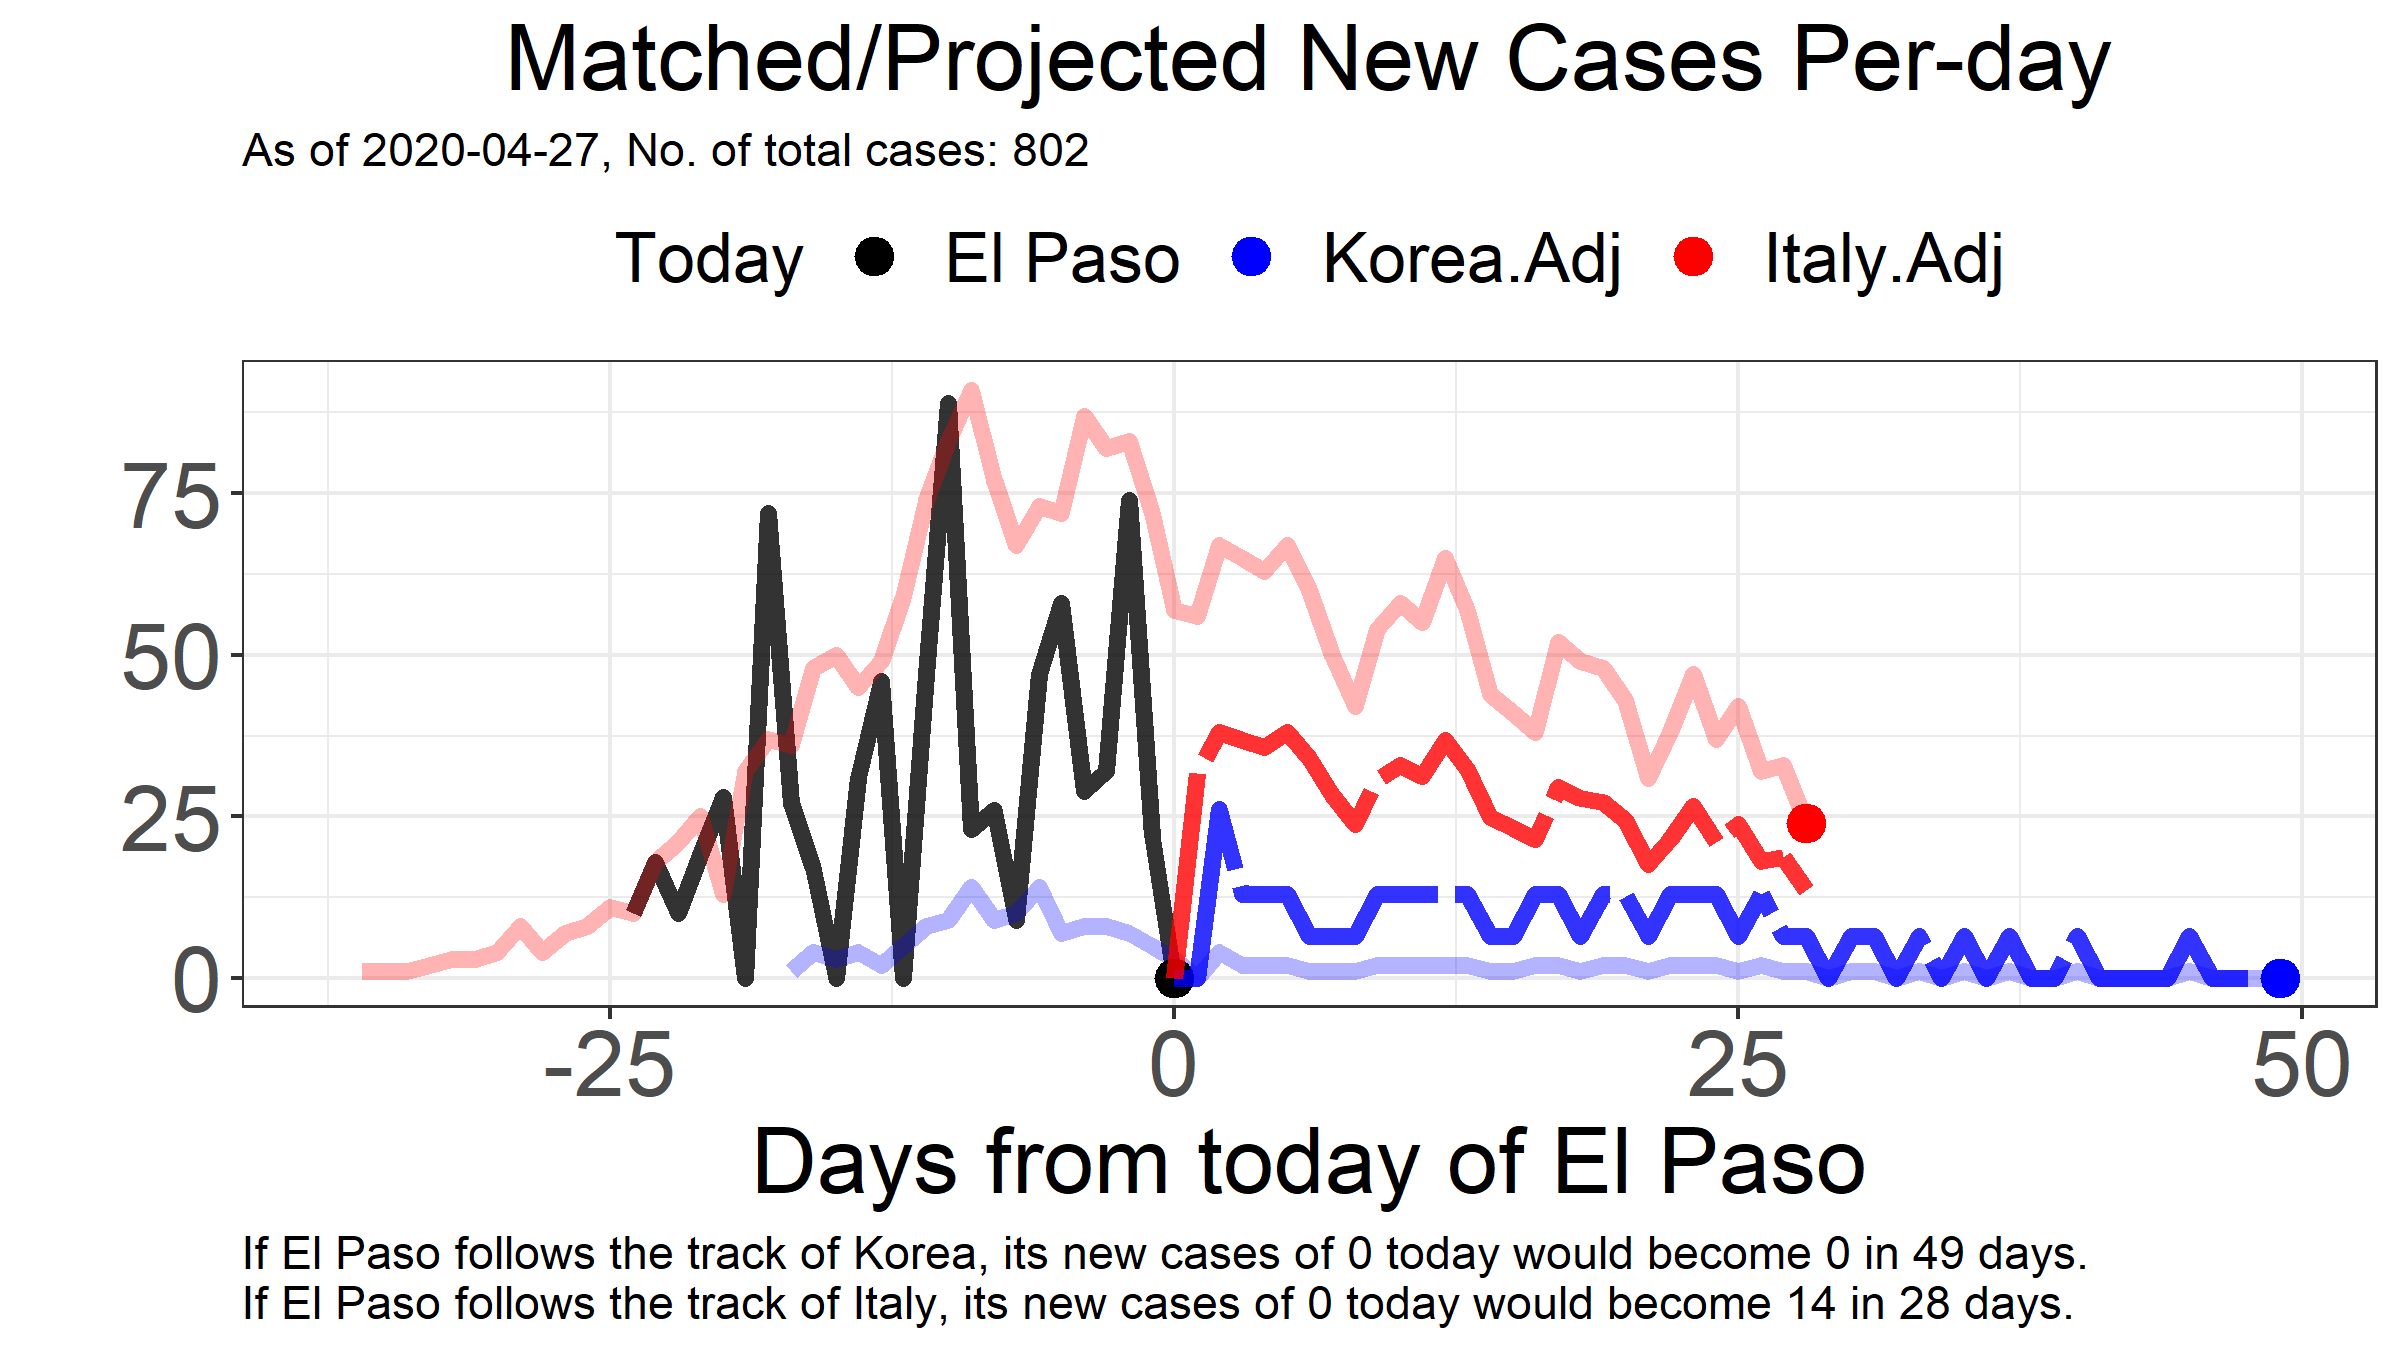 Matched/Projected New Cases Per-day
As of 2020-04-27, No. of total cases: 802
Today El Paso Korea.Adj Italy.Adj
75
50
25
0
-25 0 25 50
Days from today of El Paso
If El Paso follows the track of Korea, its new cases of 0 today would become 0 in 49 days.
If El Paso follows the track of Italy, its new cases of 0 today would become 14 in 28 days.